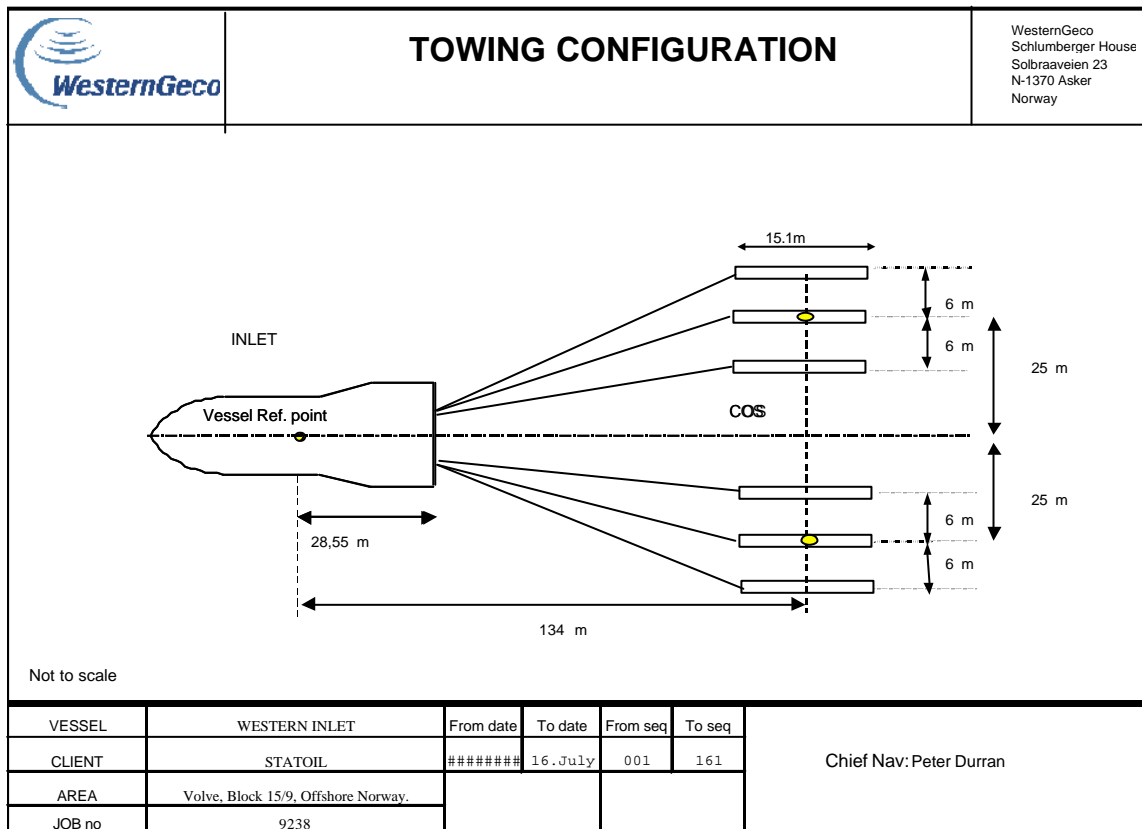 WesternGeco
TOWING CONFIGURATION
WesternGeco
Schlumberger House
Solbraaveien 23
N-1370 Asker
Norway
15.1m
6 m
INLET
6 m
25 m
Vessel Ref. point
COS
25 m
6 m
28,55 m
6 m
134 m
Not to scale
VESSEL WESTERN INLET From date To date From seq To seq
CLIENT STATOIL ######## 16.July 001 161 Chief Nav: Peter Durran
AREA Volve, Block 15/9, Offshore Norway.
JOB no 9238